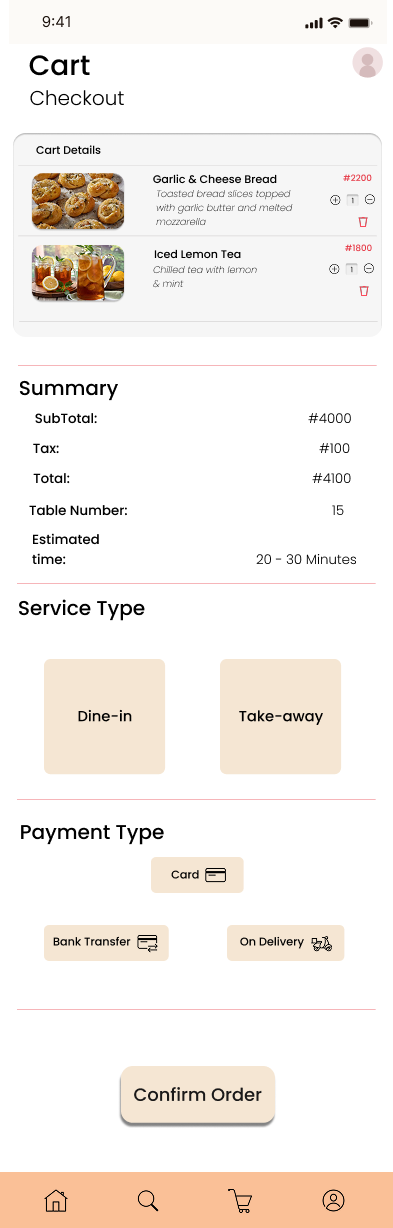 9:41
Cart
Checkout
Cart Details
Garlic & Cheese Bread
#2200
Toasted bread slices topped
with garlic butter and melted
mozzarella
1
Iced Lemon Tea
#1800
Chilled tea with lemon
& mint
1
Summary
SubTotal: #4000
Tax: #100
Total: #4100
Table Number: 15
Estimated
time: 20 - 30 Minutes
Service Type
Dine-in Take-away
Payment Type
Card
Bank Transfer On Delivery
Confirm Order